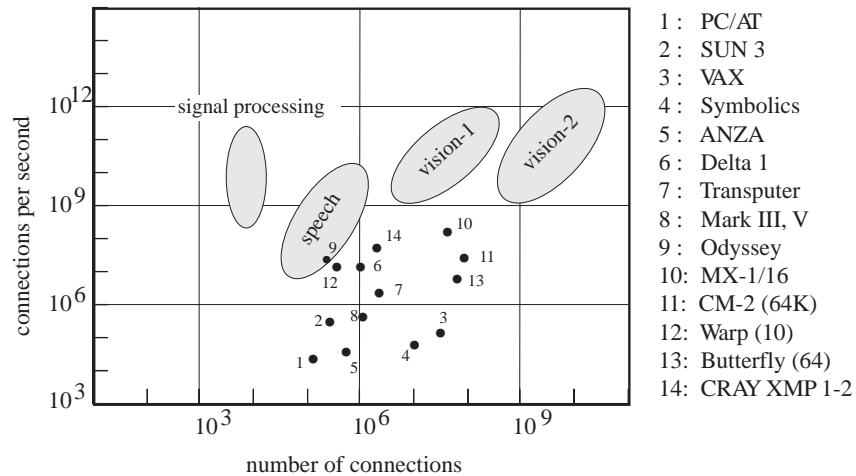 connections per second
10^12
10^9
10^6
10^3
signal processing
speech
vision-1
vision-2
10
9
14
11
12
6
13
7
2
8
3
1
5
4
10^3
10^6
10^9
number of connections
1 : PC/AT
2 : SUN 3
3 : VAX
4 : Symbolics
5 : ANZA
6 : Delta 1
7 : Transputer
8 : Mark III, V
9 : Odyssey
10: MX-1/16
11: CM-2 (64K)
12: Warp (10)
13: Butterfly (64)
14: CRAY XMP 1-2